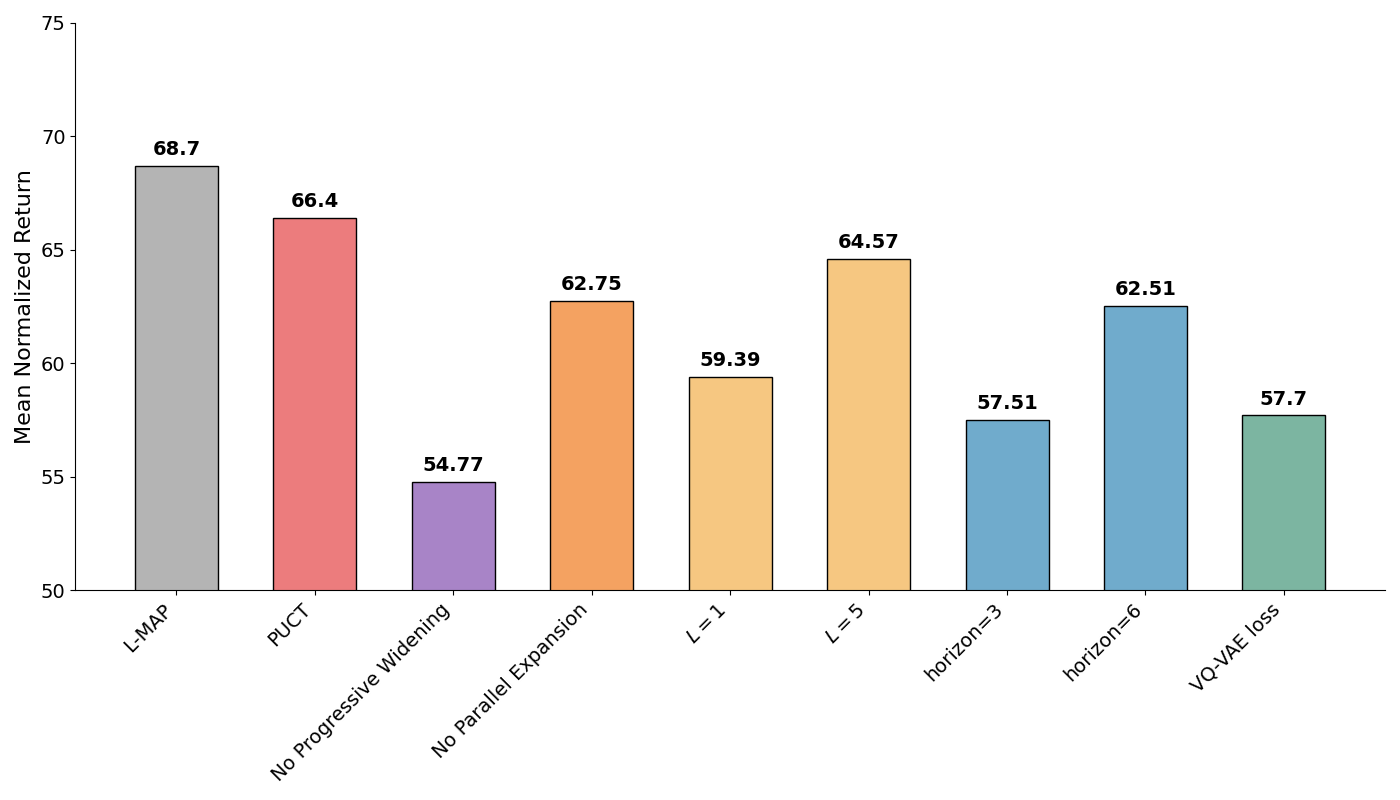 Mean Normalized Return
75
70
65
60
55
50
68.7
66.4
54.77
62.75
59.39
64.57
57.51
62.51
57.7
L-MAP
PUCT
No Progressive Widening
No Parallel Expansion
L = 1
L = 5
horizon=3
horizon=6
VQ-VAE loss